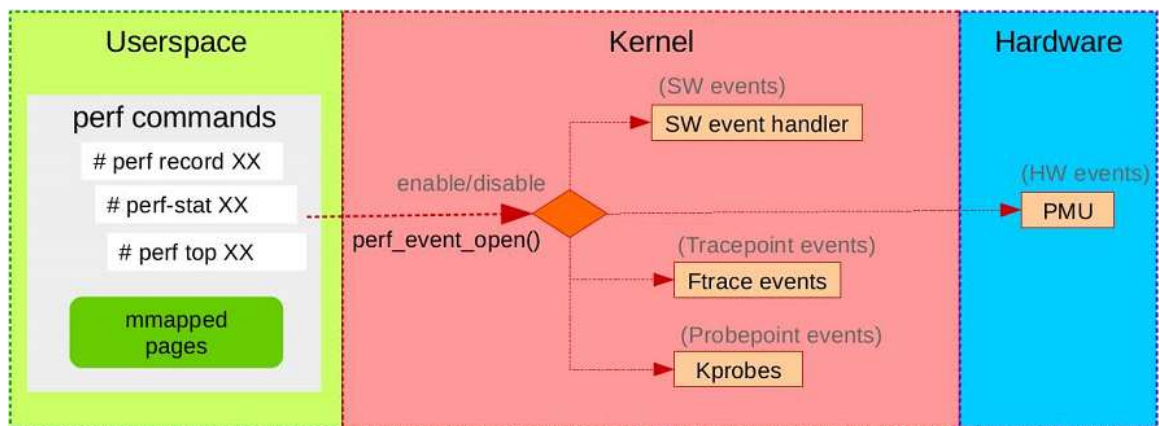 Userspace
Kernel
Hardware
perf commands
# perf record XX
# perf-stat XX
# perf top XX
mmapped
pages
enable/disable
perf_event_open()
(SW events)
SW event handler
(HW events)
PMU
(Tracepoint events)
Ftrace events
(Probepoint events)
Kprobes